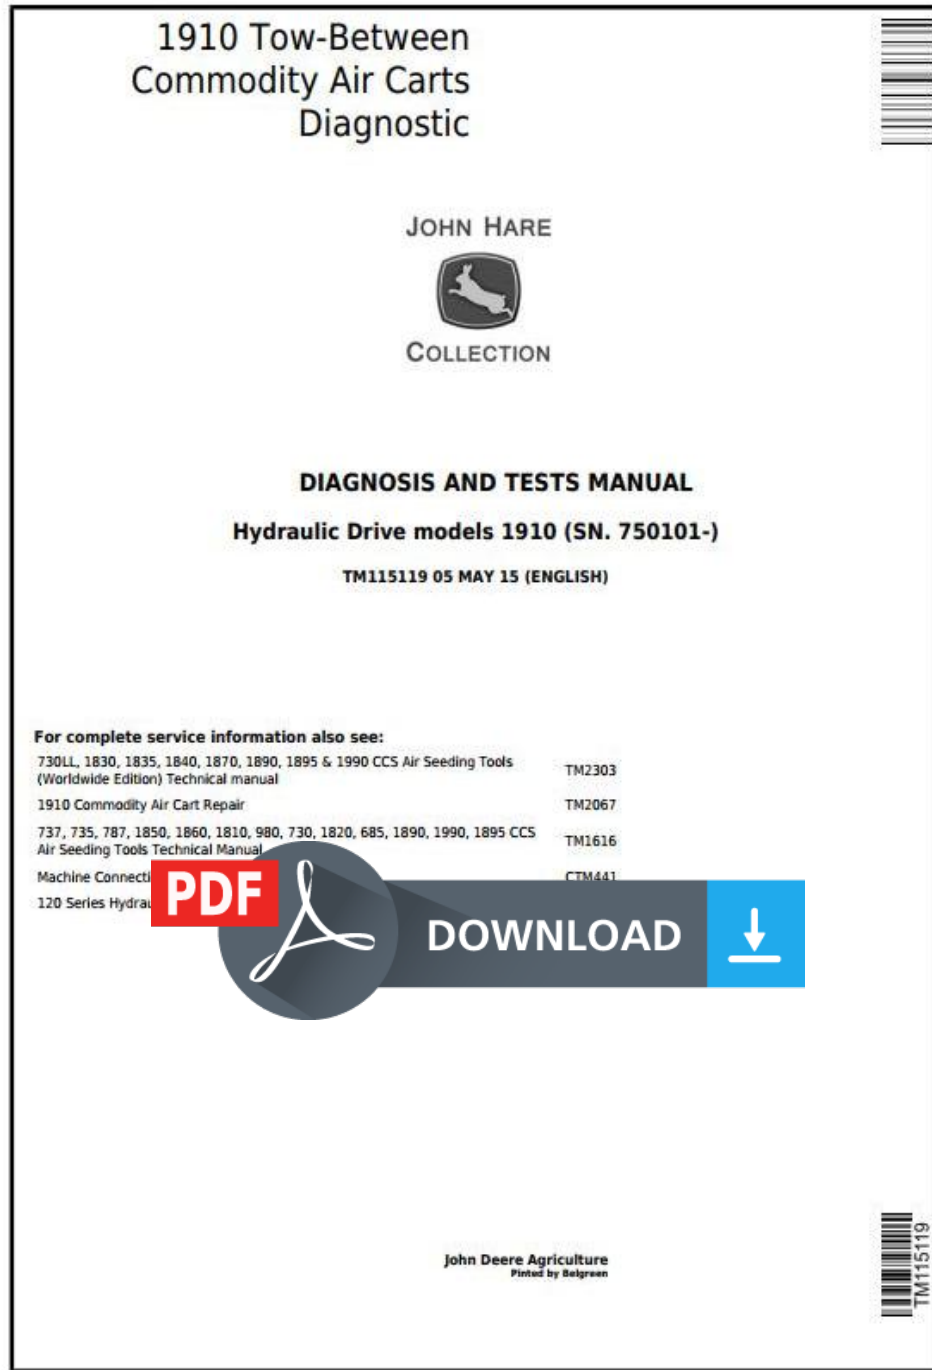 1910 Tow-Between
Commodity Air Carts
Diagnostic
JOHN HARE
COLLECTION
DIAGNOSIS AND TESTS MANUAL
Hydraulic Drive models 1910 (SN. 750101-)
TM115119 05 MAY 15 (ENGLISH)
For complete service information also see:
730LL, 1830, 1835, 1840, 1870, 1890, 1895 & 1990 CCS Air Seeding Tools
(Worldwide Edition) Technical manual
TM2303
1910 Commodity Air Cart Repair
TM2067
737, 735, 787, 1850, 1860, 1810, 980, 730, 1820, 685, 1890, 1990, 1895 CCS
Air Seeding Tools Technical Manual
TM1616
Machine
CTM441
120 Series
PDF
DOWNLOAD
John Deere Agriculture
Pinted by Belgreen
TM115119